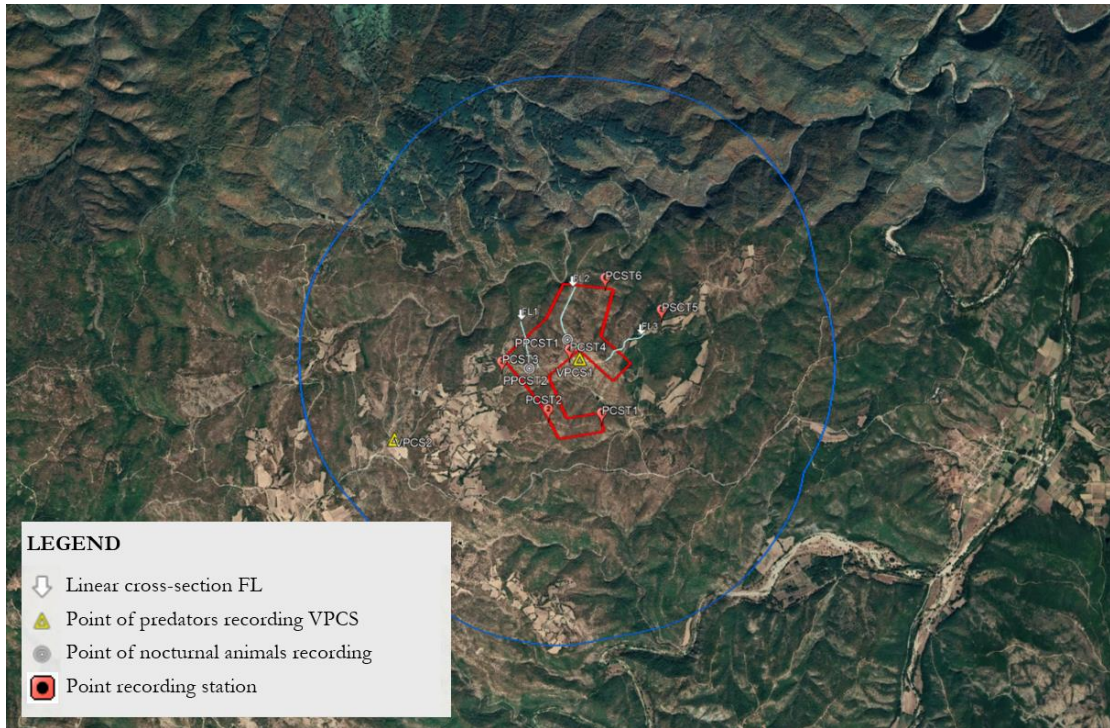 FL2
PCST6
FL1
PSCT5
FL3
PPCST1
PCST4
PCST3
VPCS1
PPCST2
PCST2
PCST1
VPCS2
LEGEND
Linear cross-section FL
Point of predators recording VPCS
Point of nocturnal animals recording
Point recording station